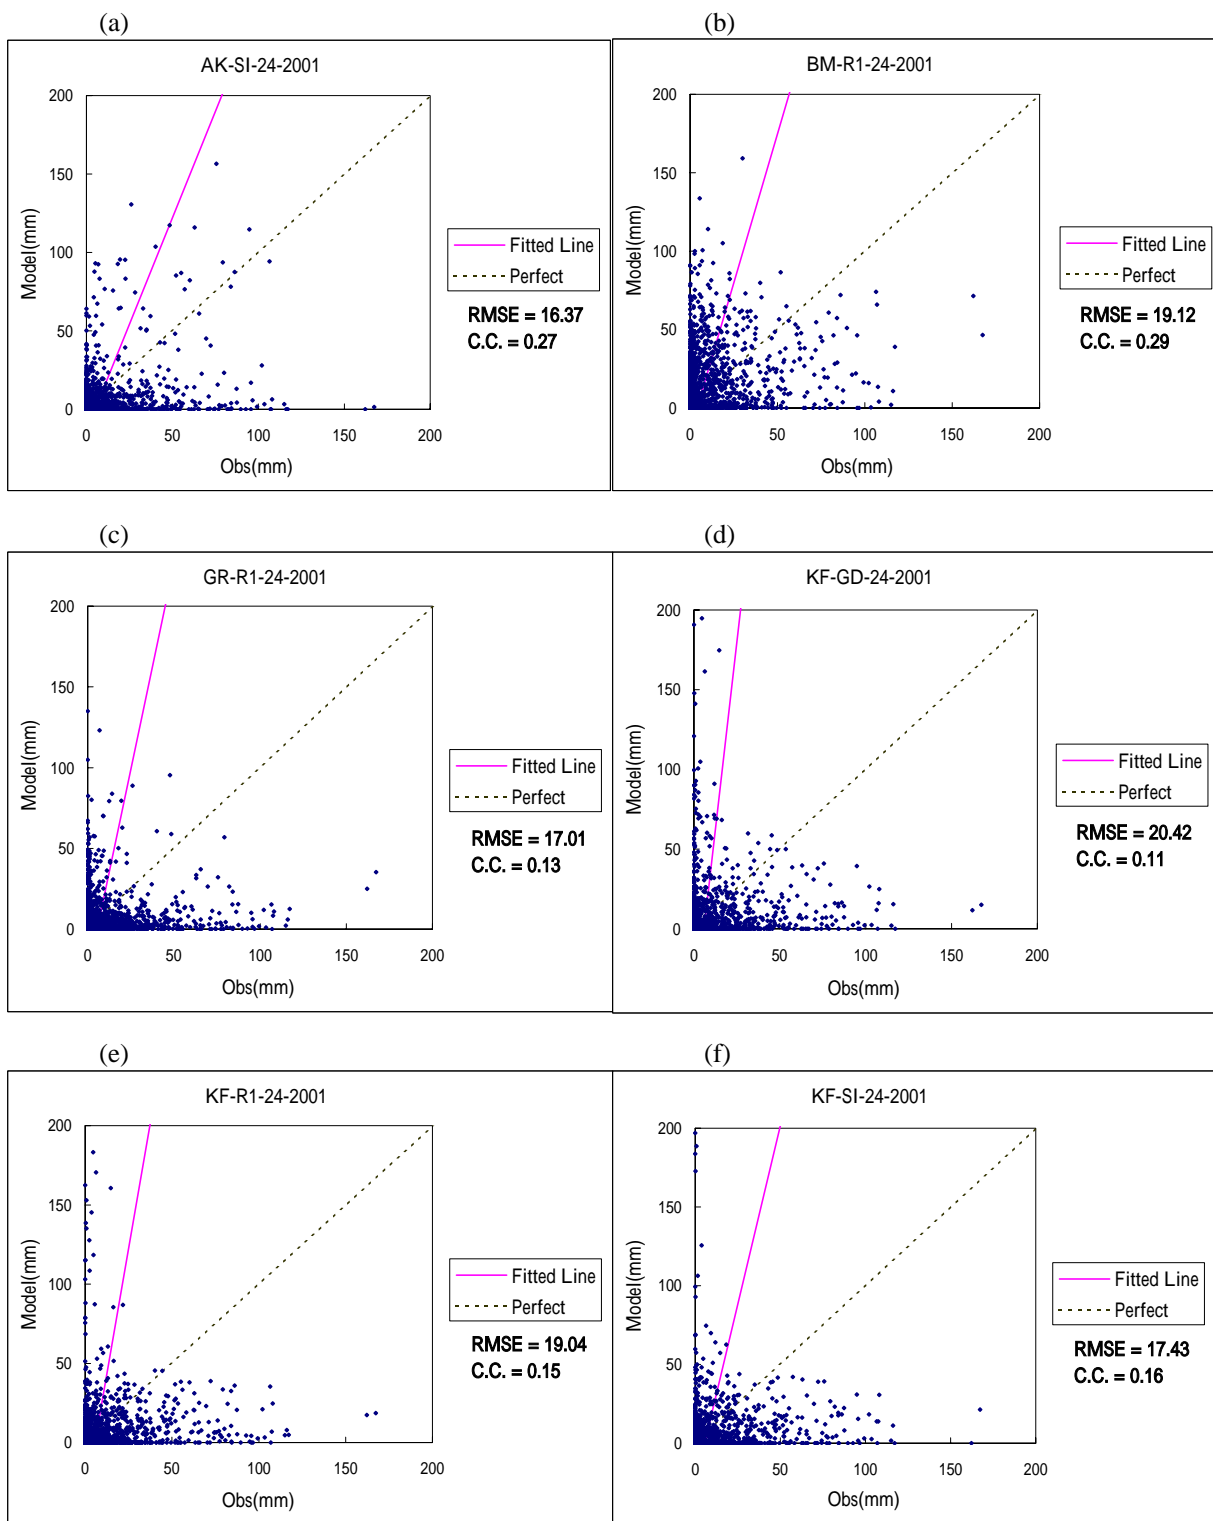 (a)
AK-SI-24-2001
200
150
100
50
0
0 50 100 150 200
Model(mm)
Obs(mm)
Fitted Line
Perfect
RMSE = 16.37
C.C. = 0.27
(b)
BM-R1-24-2001
200
150
100
50
0
0 50 100 150 200
Model(mm)
Obs(mm)
Fitted Line
Perfect
RMSE = 19.12
C.C. = 0.29
(c)
GR-R1-24-2001
200
150
100
50
0
0 50 100 150 200
Model(mm)
Obs(mm)
Fitted Line
Perfect
RMSE = 17.01
C.C. = 0.13
(d)
KF-GD-24-2001
200
150
100
50
0
0 50 100 150 200
Model(mm)
Obs(mm)
Fitted Line
Perfect
RMSE = 20.42
C.C. = 0.11
(e)
KF-R1-24-2001
200
150
100
50
0
0 50 100 150 200
Model(mm)
Obs(mm)
Fitted Line
Perfect
RMSE = 19.04
C.C. = 0.15
(f)
KF-SI-24-2001
200
150
100
50
0
0 50 100 150 200
Model(mm)
Obs(mm)
Fitted Line
Perfect
RMSE = 17.43
C.C. = 0.16